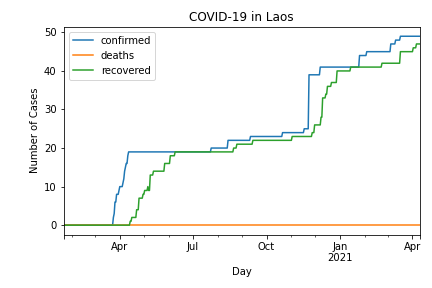 COVID-19 in Laos
confirmed
deaths
recovered
Number of Cases
50
40
30
20
10
0
Apr
Jul
Oct
Jan
2021
Apr
Day